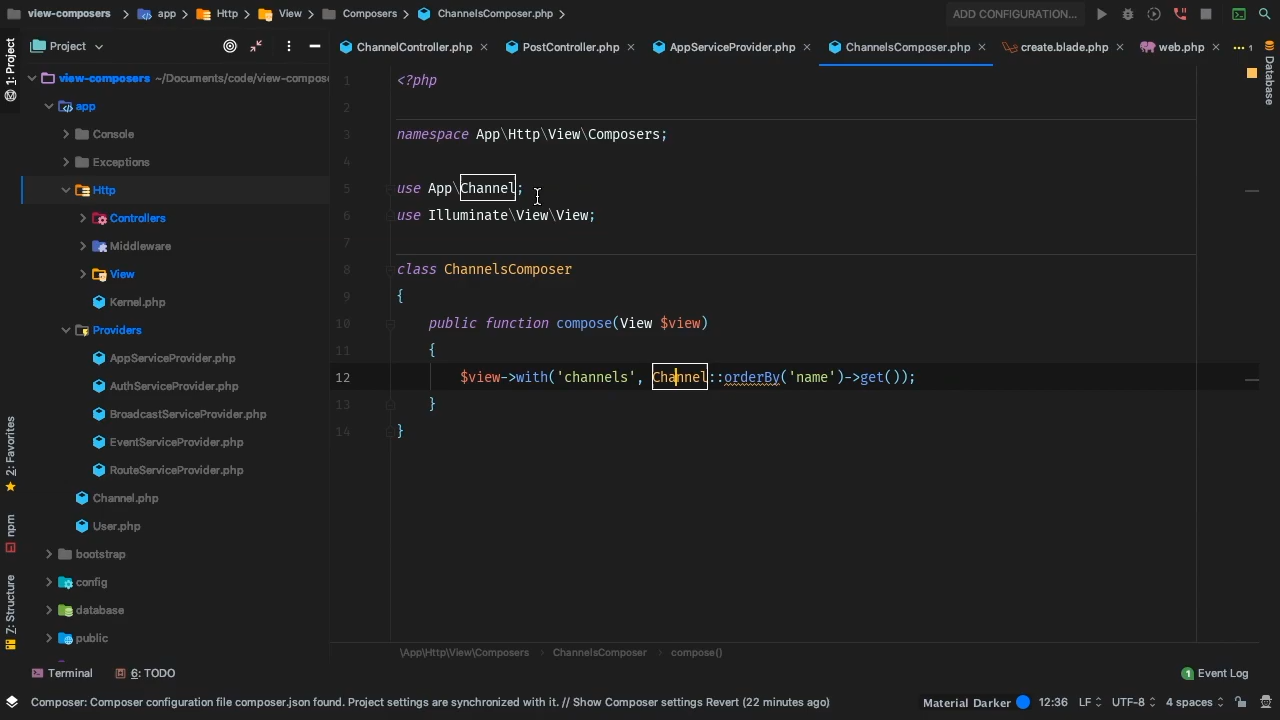 view-composers
app
Http
View
Composers
ChannelsComposer.php
ADD CONFIGURATION...
1: Project
Project
ChannelController.php
PostController.php
AppServiceProvider.php
ChannelsComposer.php
create.blade.php
web.php
1
Database
view-composers ~/Documents/code/view-compos
app
Console
Exceptions
Http
Controllers
Middleware
View
Kernel.php
Providers
AppServiceProvider.php
AuthServiceProvider.php
BroadcastServiceProvider.php
EventServiceProvider.php
RouteServiceProvider.php
Channel.php
User.php
bootstrap
config
database
public
2: Favorites
npm
7: Structure
1 <?php
2
3 namespace App\Http\View\Composers;
4
5 use App\Channel;
6 use Illuminate\View\View;
7
8 class ChannelsComposer
9 {
10 public function compose(View $view)
11 {
12 $view->with('channels', Channel::orderBy('name')->get());
13 }
14 }
\App\Http\View\Composers
ChannelsComposer
compose()
Terminal
6: TODO
1 Event Log
Composer: Composer configuration file composer.json found. Project settings are synchronized with it. // Show Composer settings Revert (22 minutes ago)
Material Darker
12:36
LF
UTF-8
4 spaces